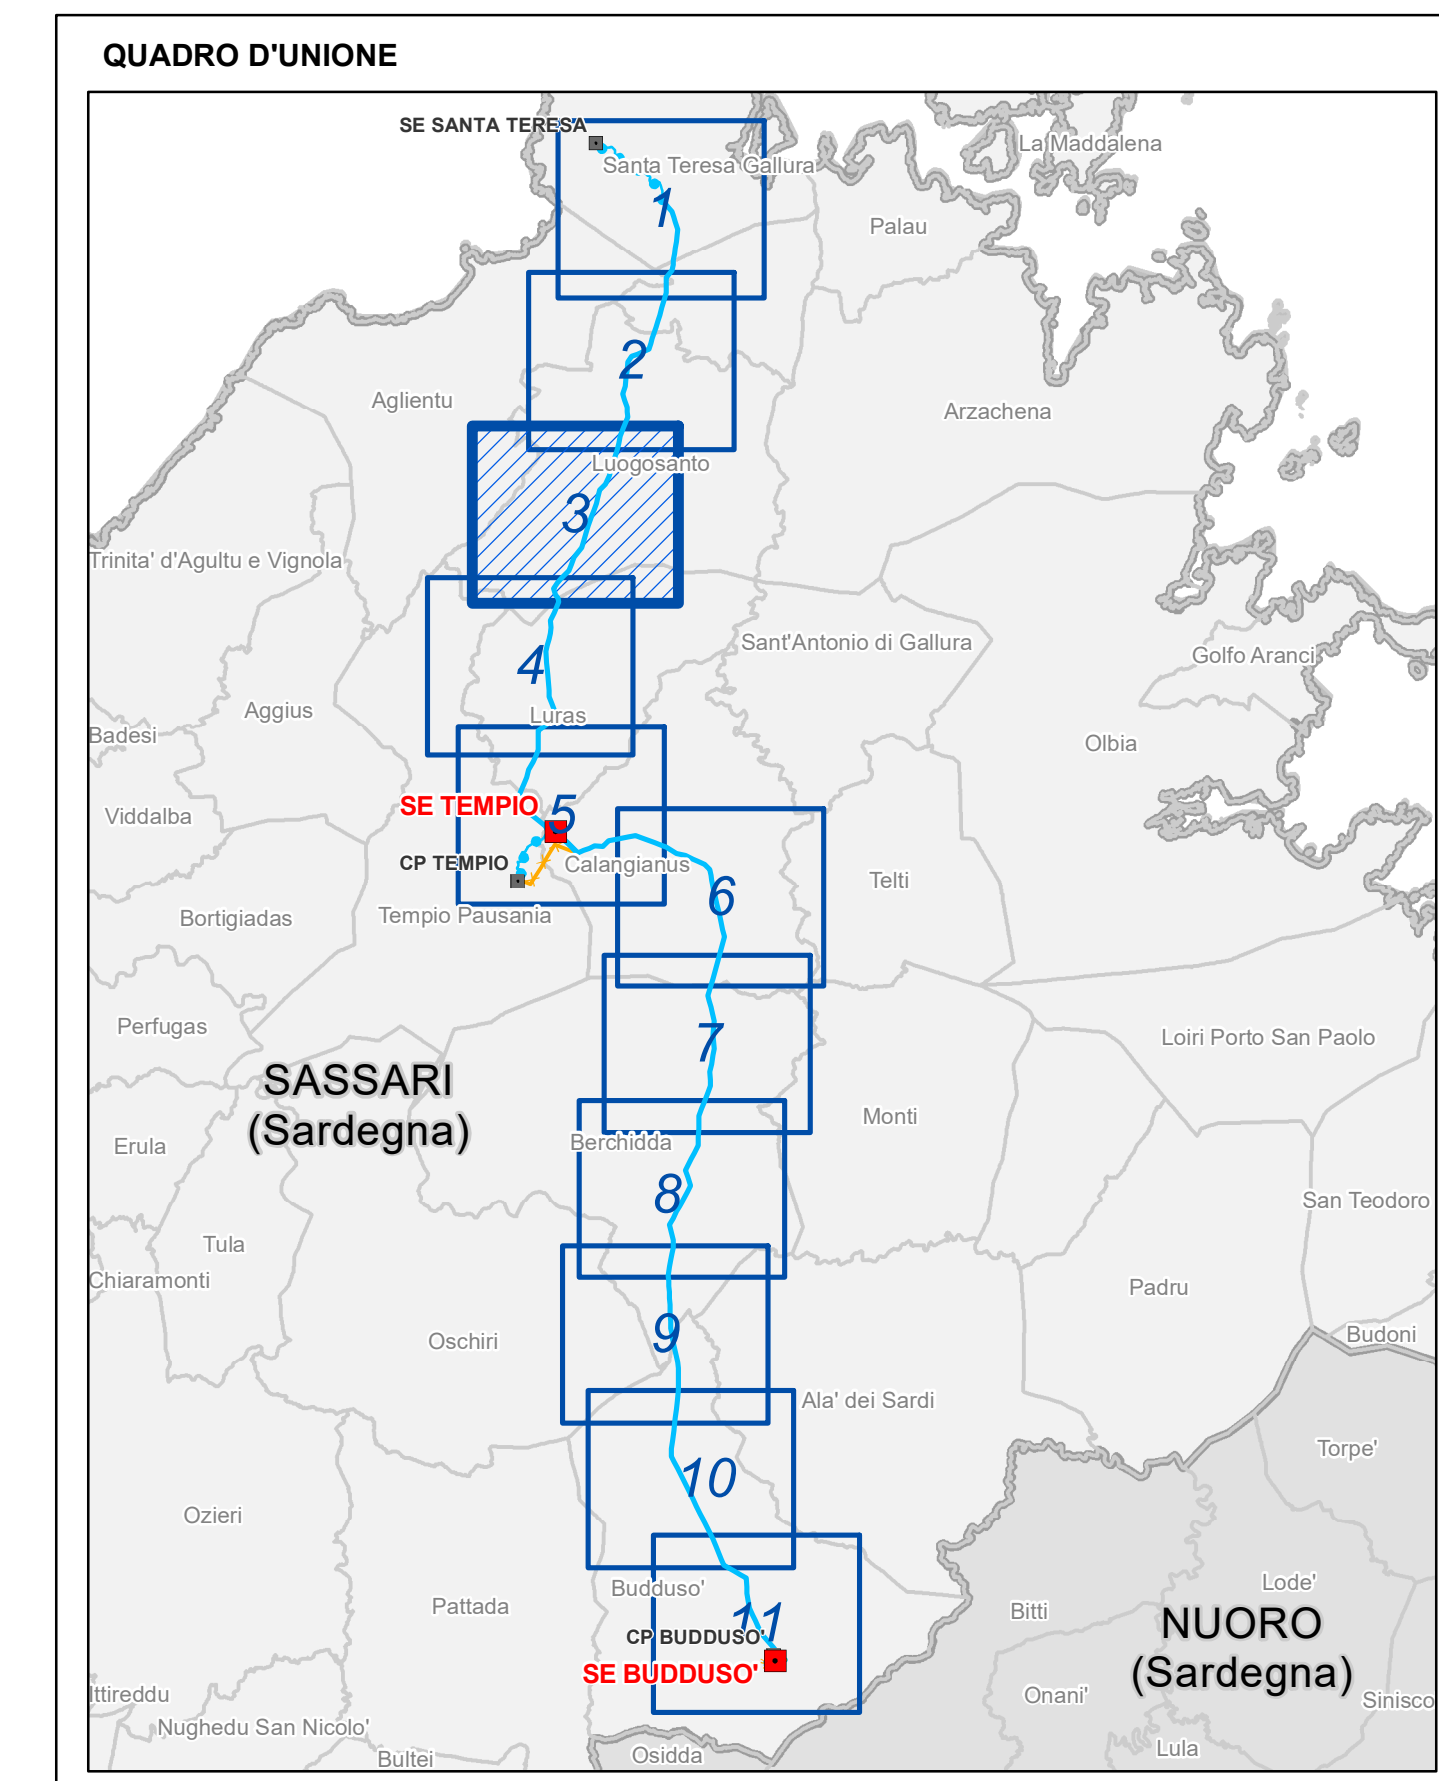 QUADRO D'UNIONE
SE SANTA TERESA
La Maddalena
Santa Teresa Gallura
1
Palau
2
Aglientu
Arzachena
Luogosanto
3
Trinita' d'Agultu e Vignola
Sant'Antonio di Gallura
Golfo Aranci
4
Aggius
Luras
Badesi
Olbia
SE TEMPIO
5
Viddalba
CP TEMPIO
Calangianus
Telti
6
Bortigiadas
Tempio Pausania
Perfugas
Loiri Porto San Paolo
7
SASSARI
(Sardegna)
Monti
Erula
Berchidda
8
San Teodoro
Tula
Chiaramonti
Padru
9
Oschiri
Budoni
Ala' dei Sardi
Torpe'
10
Ozieri
Budduso'
Lode'
Pattada
Bitti
11
NUORO
(Sardegna)
CP BUDDUSO'
SE BUDDUSO'
Ittireddu
Onani'
Sinisco
Nughedu San Nicolo'
Bultei
Osidda
Lula